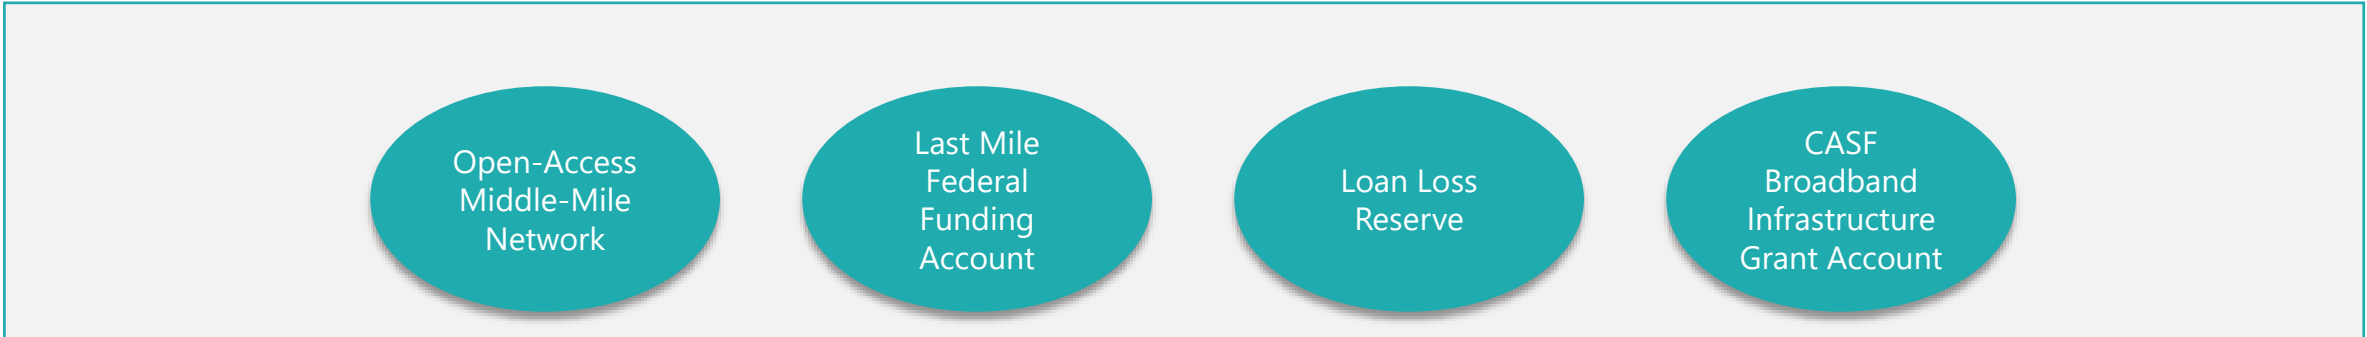 Open-Access
Middle-Mile
Network
Last Mile
Federal
Funding
Account
Loan Loss
Reserve
CASF
Broadband
Infrastructure
Grant Account